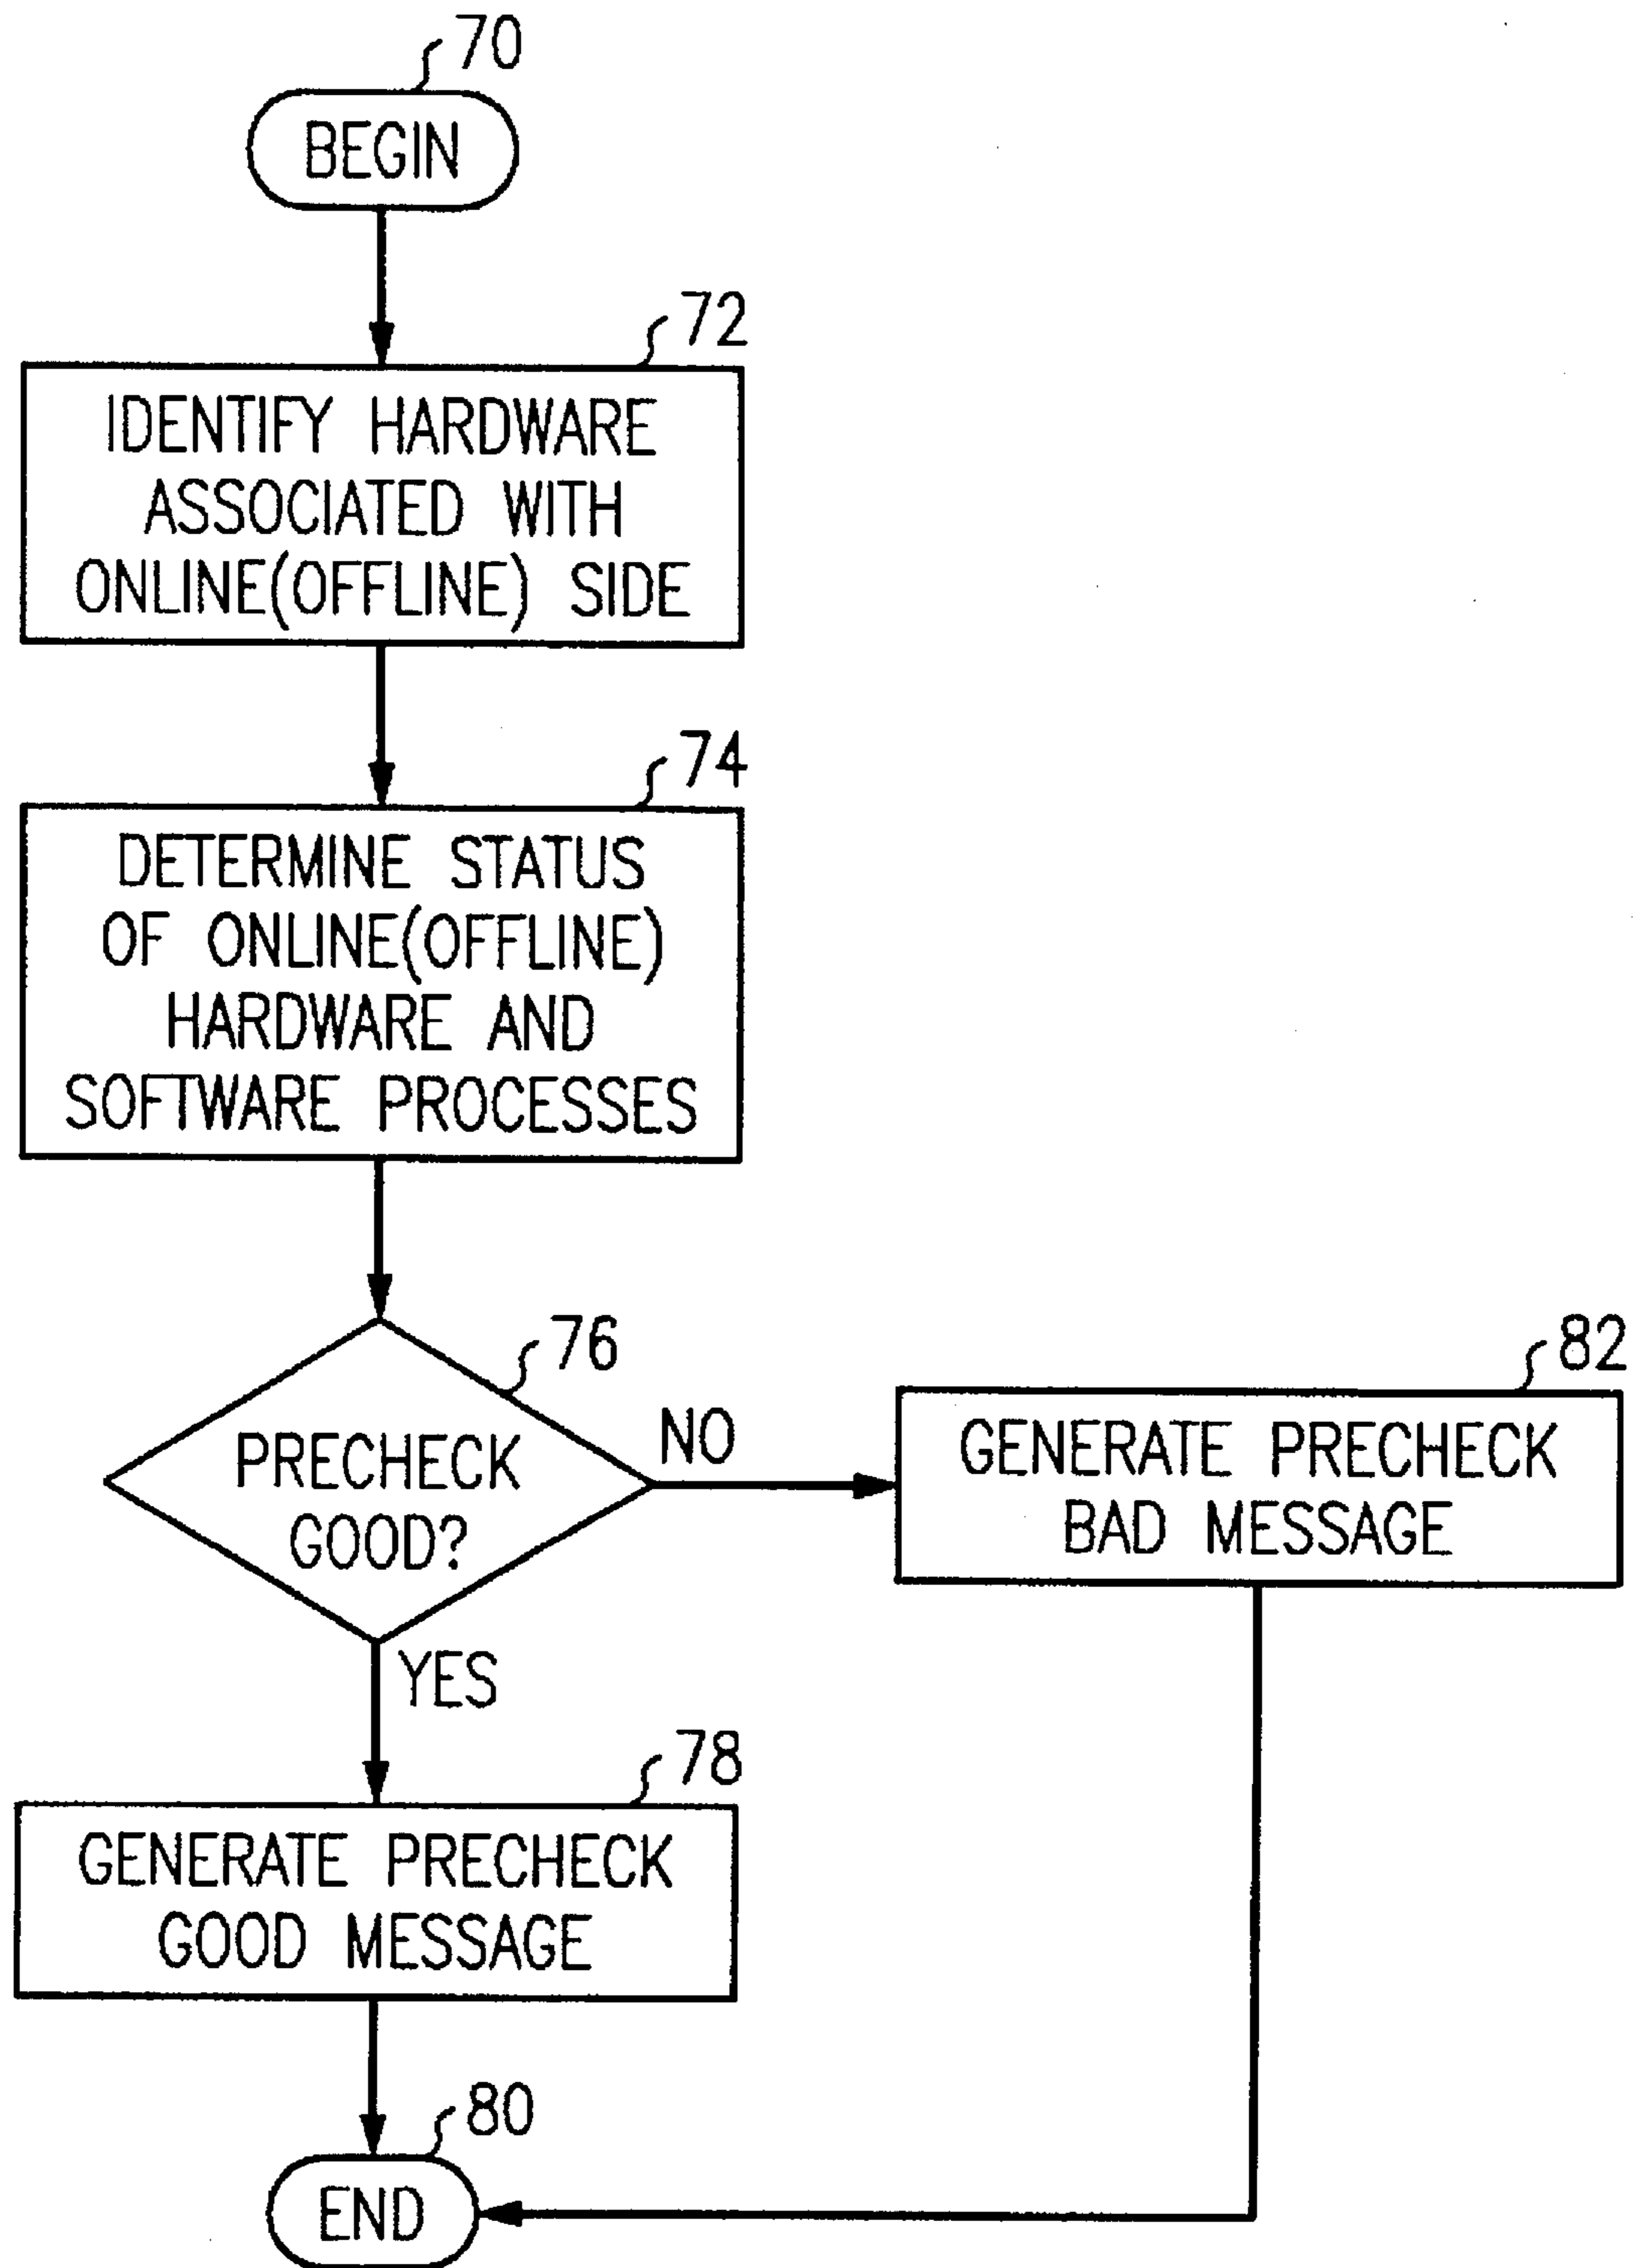 70
BEGIN
72
IDENTIFY HARDWARE
ASSOCIATED WITH
ONLINE(OFFLINE) SIDE
74
DETERMINE STATUS
OF ONLINE(OFFLINE)
HARDWARE AND
SOFTWARE PROCESSES
76
PRECHECK
GOOD?
NO
82
GENERATE PRECHECK
BAD MESSAGE
YES
78
GENERATE PRECHECK
GOOD MESSAGE
80
END